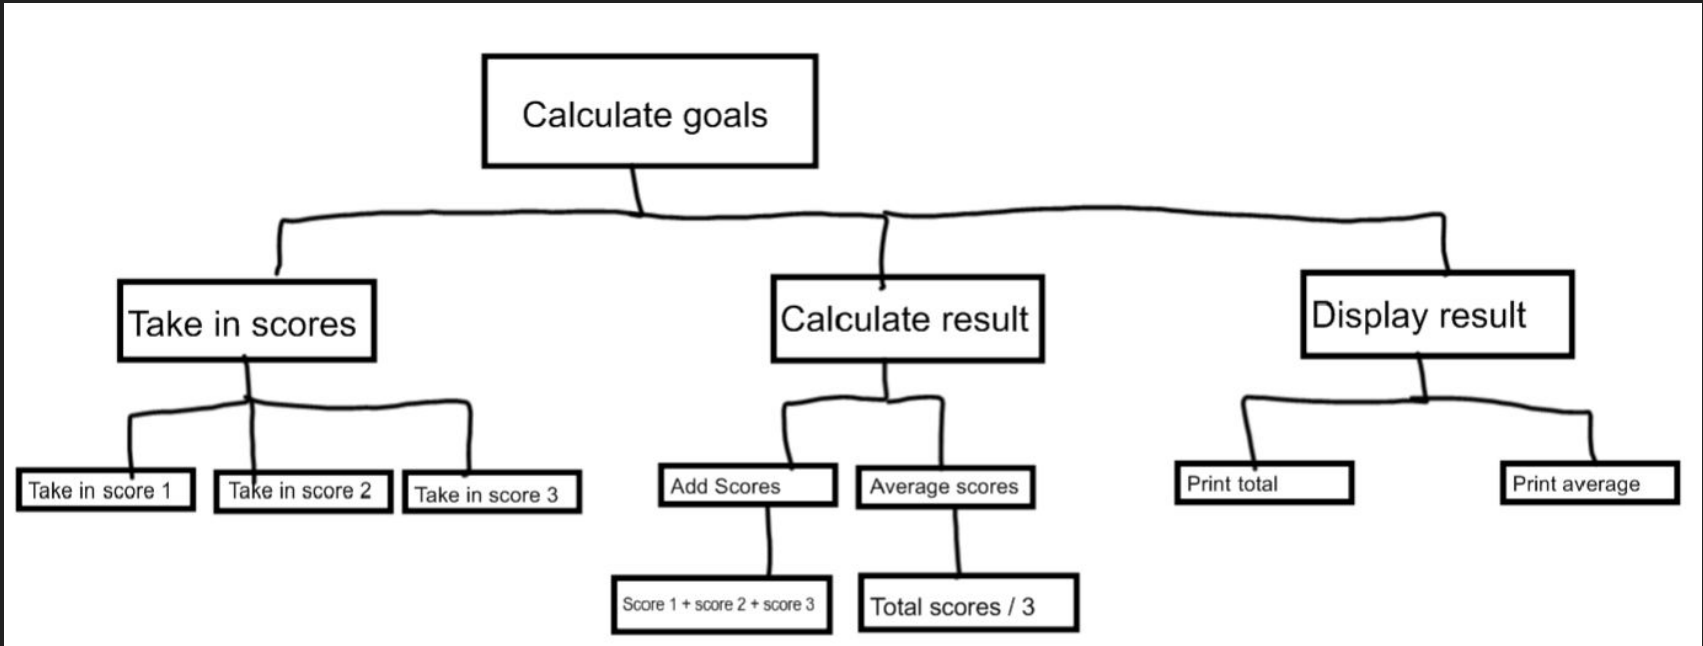 Calculate goals
Take in scores
Calculate result
Display result
Take in score 1
Take in score 2
Take in score 3
Add Scores
Average scores
Print total
Print average
Score 1 + score 2 + score 3
Total scores / 3